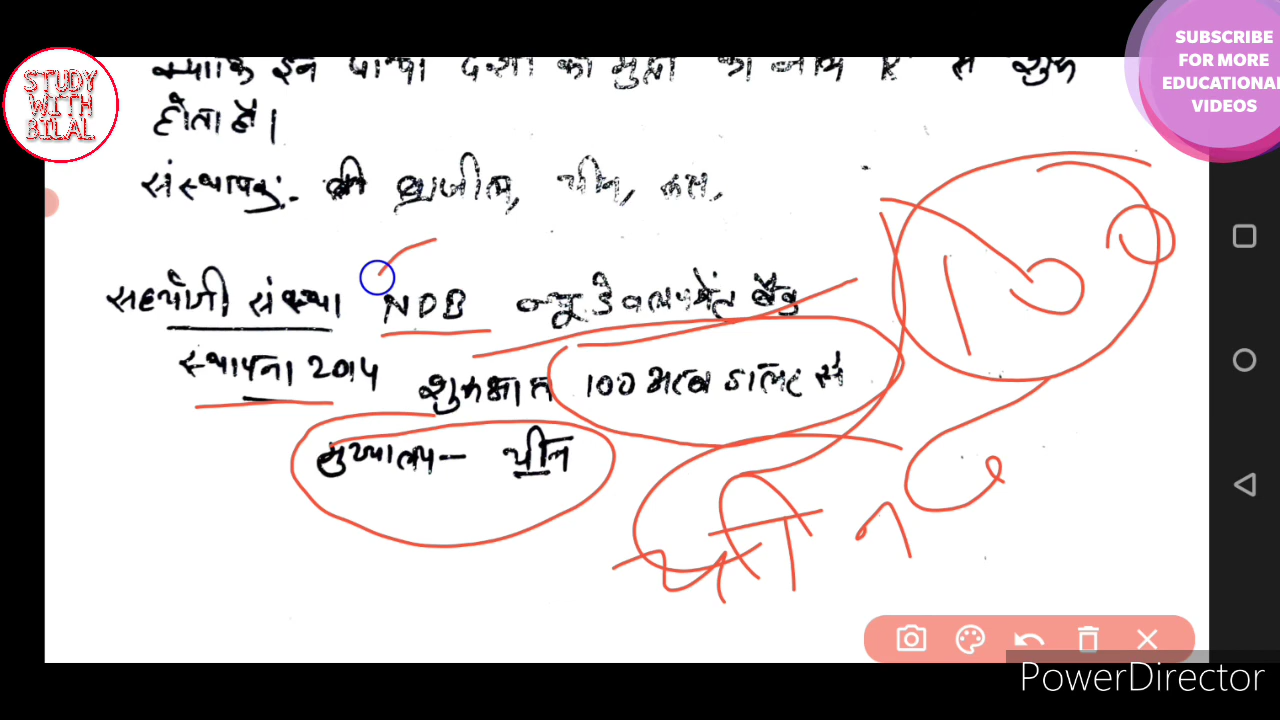 क्योंकि इन पाँचों देशों की मुद्रा का नाम R से शुरू
होता है।
संस्थापक:- की ब्राजील, चीन, रूस,
सहयोगी संस्था NDB न्यू डेवलपमेंट बैंक
स्थापना 2014 शुरूआत 100 अरब डालर से
मुख्यालय— चीन
STUDY
WITH
BILAL
SUBSCRIBE
FOR MORE
EDUCATIONAL
VIDEOS
PowerDirector